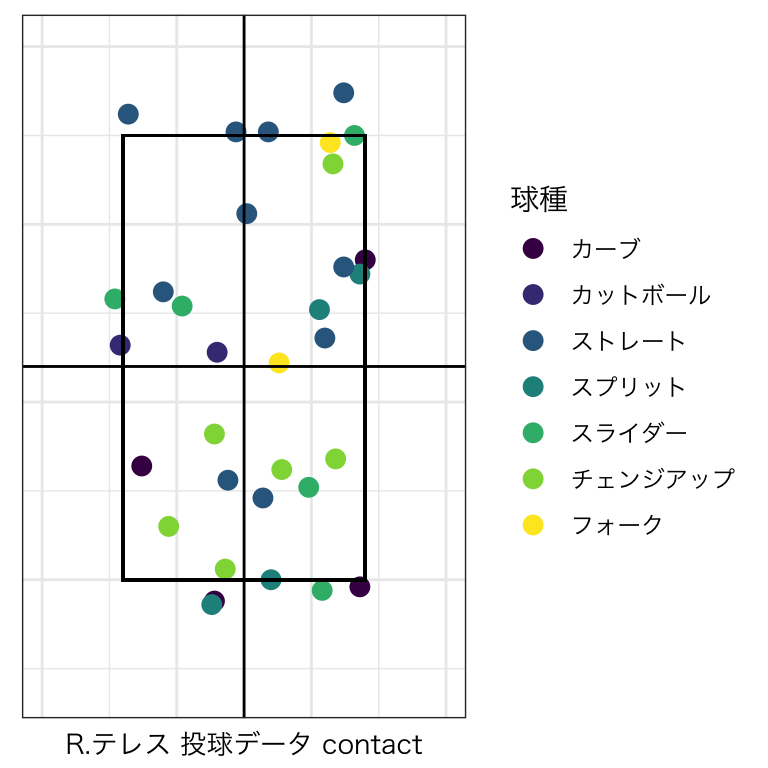 球種
カーブ
カットボール
ストレート
スプリット
スライダー
チェンジアップ
フォーク
R.テレス 投球データ contact